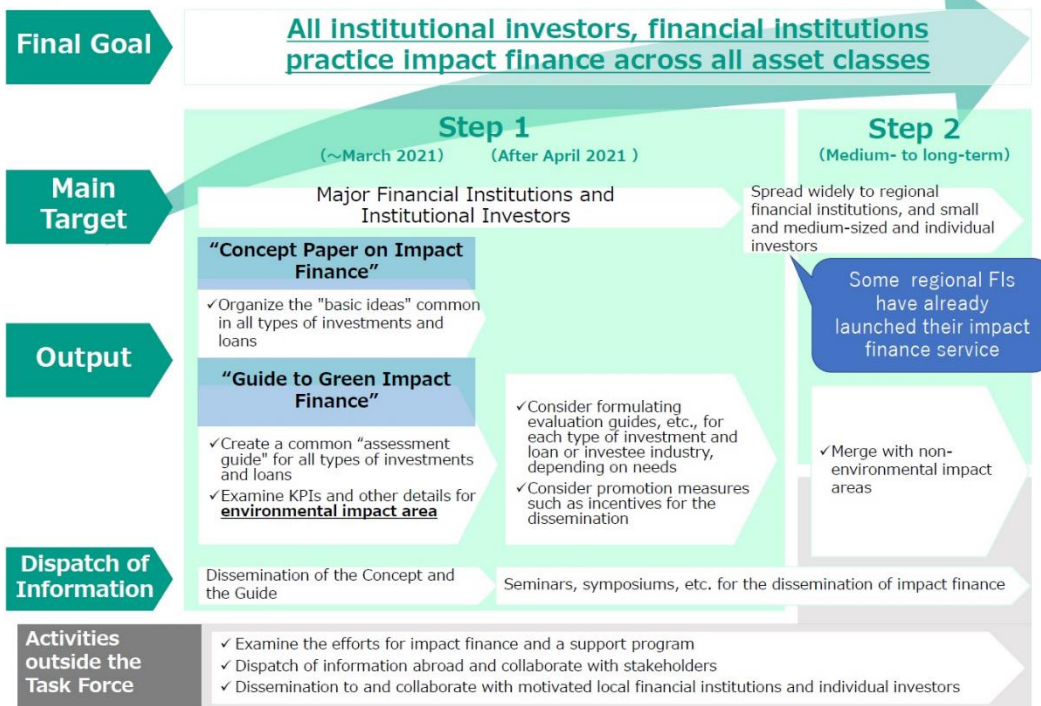 Final Goal
All institutional investors, financial institutions
practice impact finance across all asset classes
Step 1
(~March 2021) (After April 2021 )
Step 2
(Medium- to long-term)
Main
Target
Major Financial Institutions and
Institutional Investors
Spread widely to regional
financial institutions, and small
and medium-sized and individual
investors
Some regional FIs
have already
launched their impact
finance service
Output
“Concept Paper on Impact
Finance”
✓Organize the "basic ideas" common
in all types of investments and
loans
“Guide to Green Impact
Finance”
✓Create a common “assessment
guide" for all types of investments
and loans
✓Examine KPIs and other details for
environmental impact area
✓Consider formulating
evaluation guides, etc., for
each type of investment and
loan or investee industry,
depending on needs
✓Consider promotion measures
such as incentives for the
dissemination
✓Merge with non-
environmental impact
areas
Dispatch of
Information
Dissemination of the Concept and
the Guide
Seminars, symposiums, etc. for the dissemination of impact finance
Activities
outside the
Task Force
✓ Examine the efforts for impact finance and a support program
✓ Dispatch of information abroad and collaborate with stakeholders
✓ Dissemination to and collaborate with motivated local financial institutions and individual investors